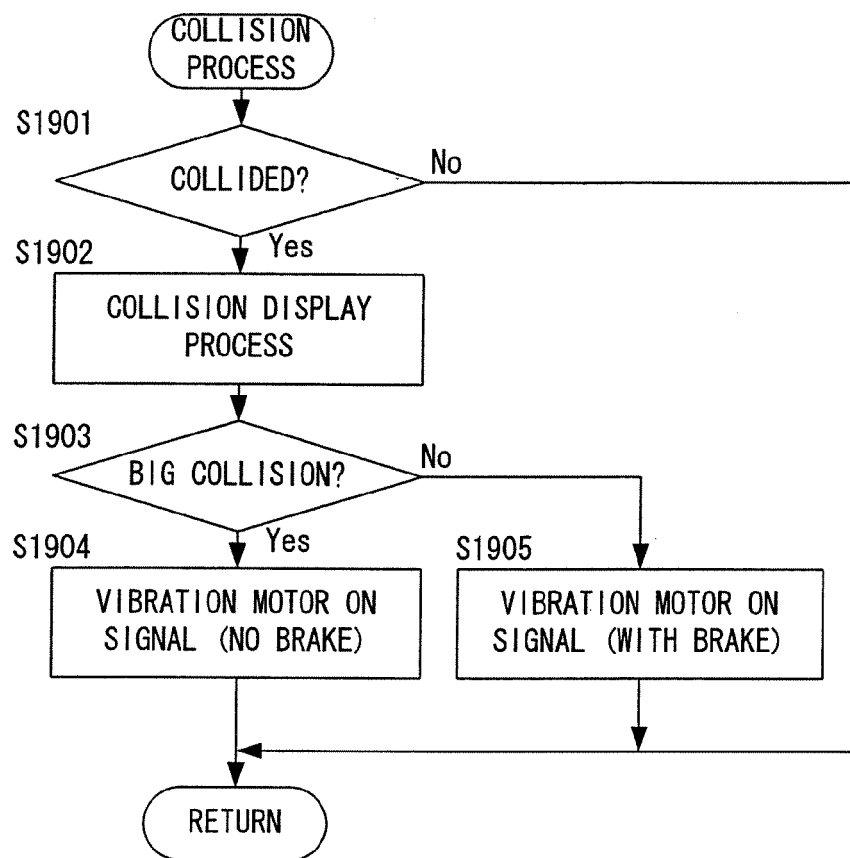 COLLISION
PROCESS
S1901
COLLIDED?
No
Yes
S1902
COLLISION DISPLAY
PROCESS
S1903
BIG COLLISION?
No
Yes
S1904
VIBRATION MOTOR ON
SIGNAL (NO BRAKE)
S1905
VIBRATION MOTOR ON
SIGNAL (WITH BRAKE)
RETURN